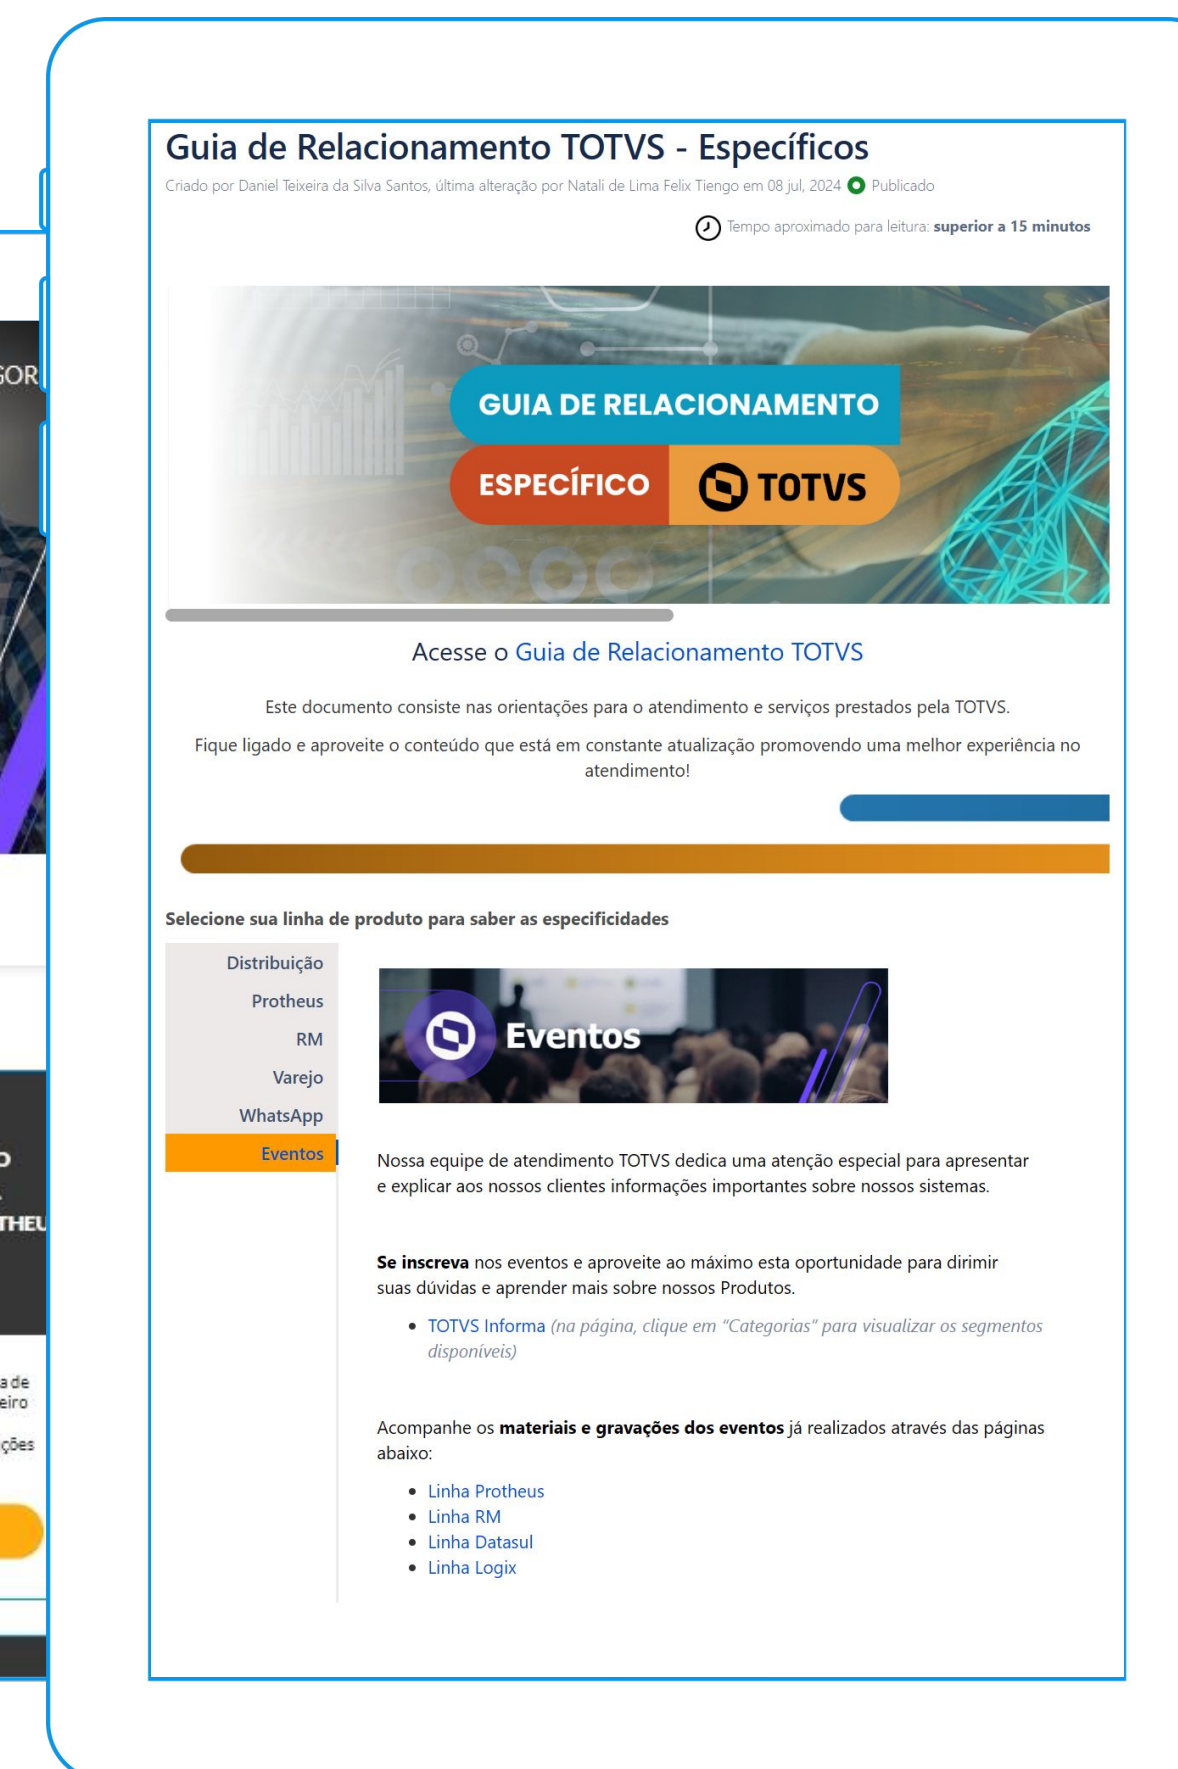 Guia de Relacionamento TOTVS - Específicos
Criado por Daniel Teixeira da Silva Santos, última alteração por Natali de Lima Felix Tiengo em 08 jul, 2024 Publicado
Tempo aproximado para leitura: superior a 15 minutos
GUIA DE RELACIONAMENTO
ESPECÍFICO TOTVS
Acesse o Guia de Relacionamento TOTVS
Este documento consiste nas orientações para o atendimento e serviços prestados pela TOTVS.
Fique ligado e aproveite o conteúdo que está em constante atualização promovendo uma melhor experiência no
atendimento!
Selecione sua linha de produto para saber as especificidades
Distribuição
Protheus
RM
Varejo
WhatsApp
Eventos
Eventos
Nossa equipe de atendimento TOTVS dedica uma atenção especial para apresentar
e explicar aos nossos clientes informações importantes sobre nossos sistemas.
Se inscreva nos eventos e aproveite ao máximo esta oportunidade para dirimir
suas dúvidas e aprender mais sobre nossos Produtos.
• TOTVS Informa (na página, clique em “Categorias” para visualizar os segmentos
disponíveis)
Acompanhe os materiais e gravações dos eventos já realizados através das páginas
abaixo:
• Linha Protheus
• Linha RM
• Linha Datasul
• Linha Logix